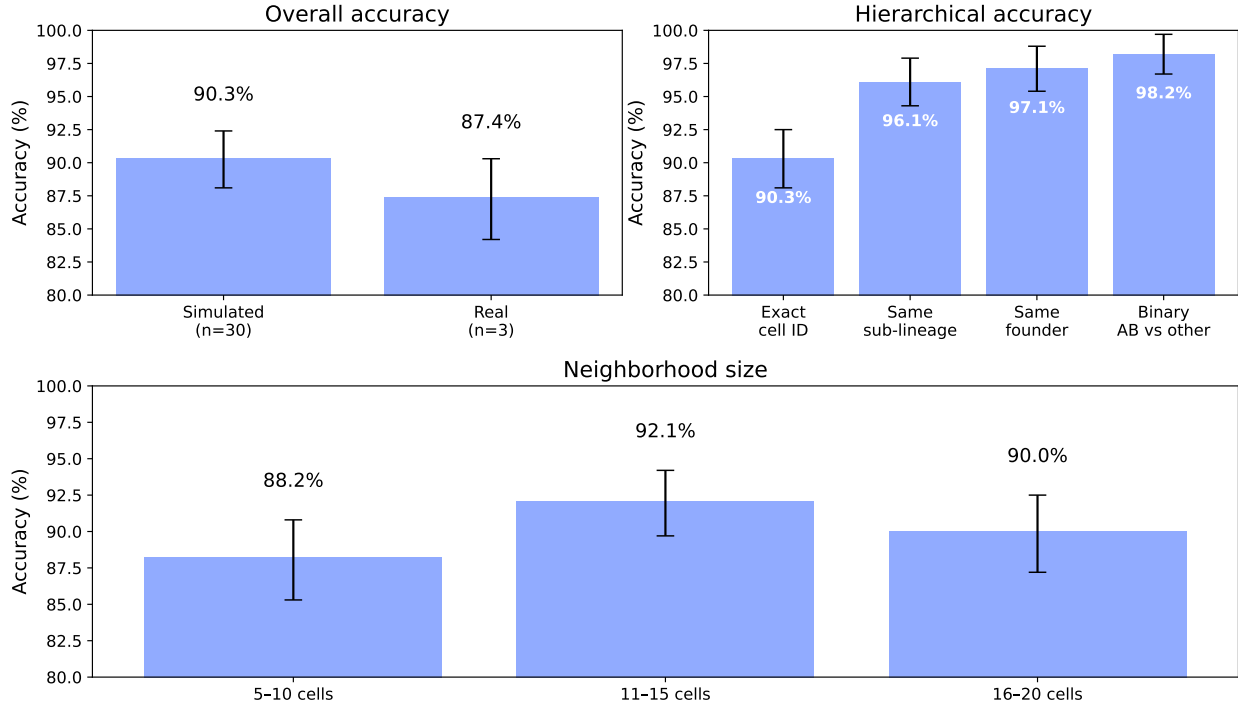 Overall accuracy
Accuracy (%)
100.0
97.5
95.0
92.5
90.0
87.5
85.0
82.5
80.0
90.3%
87.4%
Simulated
(n=30)
Real
(n=3)
Hierarchical accuracy
Accuracy (%)
100.0
97.5
95.0
92.5
90.0
87.5
85.0
82.5
80.0
90.3%
96.1%
97.1%
98.2%
Exact
cell ID
Same
sub-lineage
Same
founder
Binary
AB vs other
Neighborhood size
Accuracy (%)
100.0
97.5
95.0
92.5
90.0
87.5
85.0
82.5
80.0
88.2%
92.1%
90.0%
5–10 cells
11–15 cells
16–20 cells